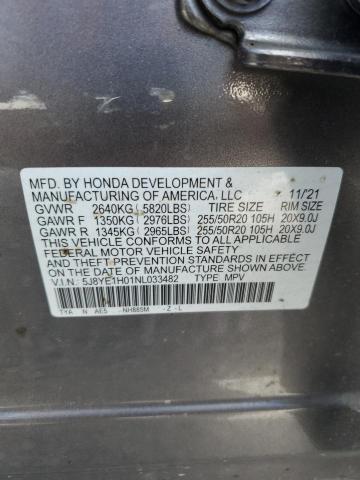 MFD. BY HONDA DEVELOPMENT &
MANUFACTURING OF AMERICA, LLC 11/21
GVWR 2640KG (5820LBS) TIRE SIZE RIM SIZE
GAWR F 1350KG (2976LBS) 255/50R20 105H 20X9.0J
GAWR R 1345KG (2965LBS) 255/50R20 105H 20X9.0J
THIS VEHICLE CONFORMS TO ALL APPLICABLE
FEDERAL MOTOR VEHICLE SAFETY
AND THEFT PREVENTION STANDARDS IN EFFECT
ON THE DATE OF MANUFACTURE SHOWN ABOVE.
V.I.N.: 5J8YE1H01NL033482 TYPE: MPV
TYA N AE5 -NH885M -Z-L